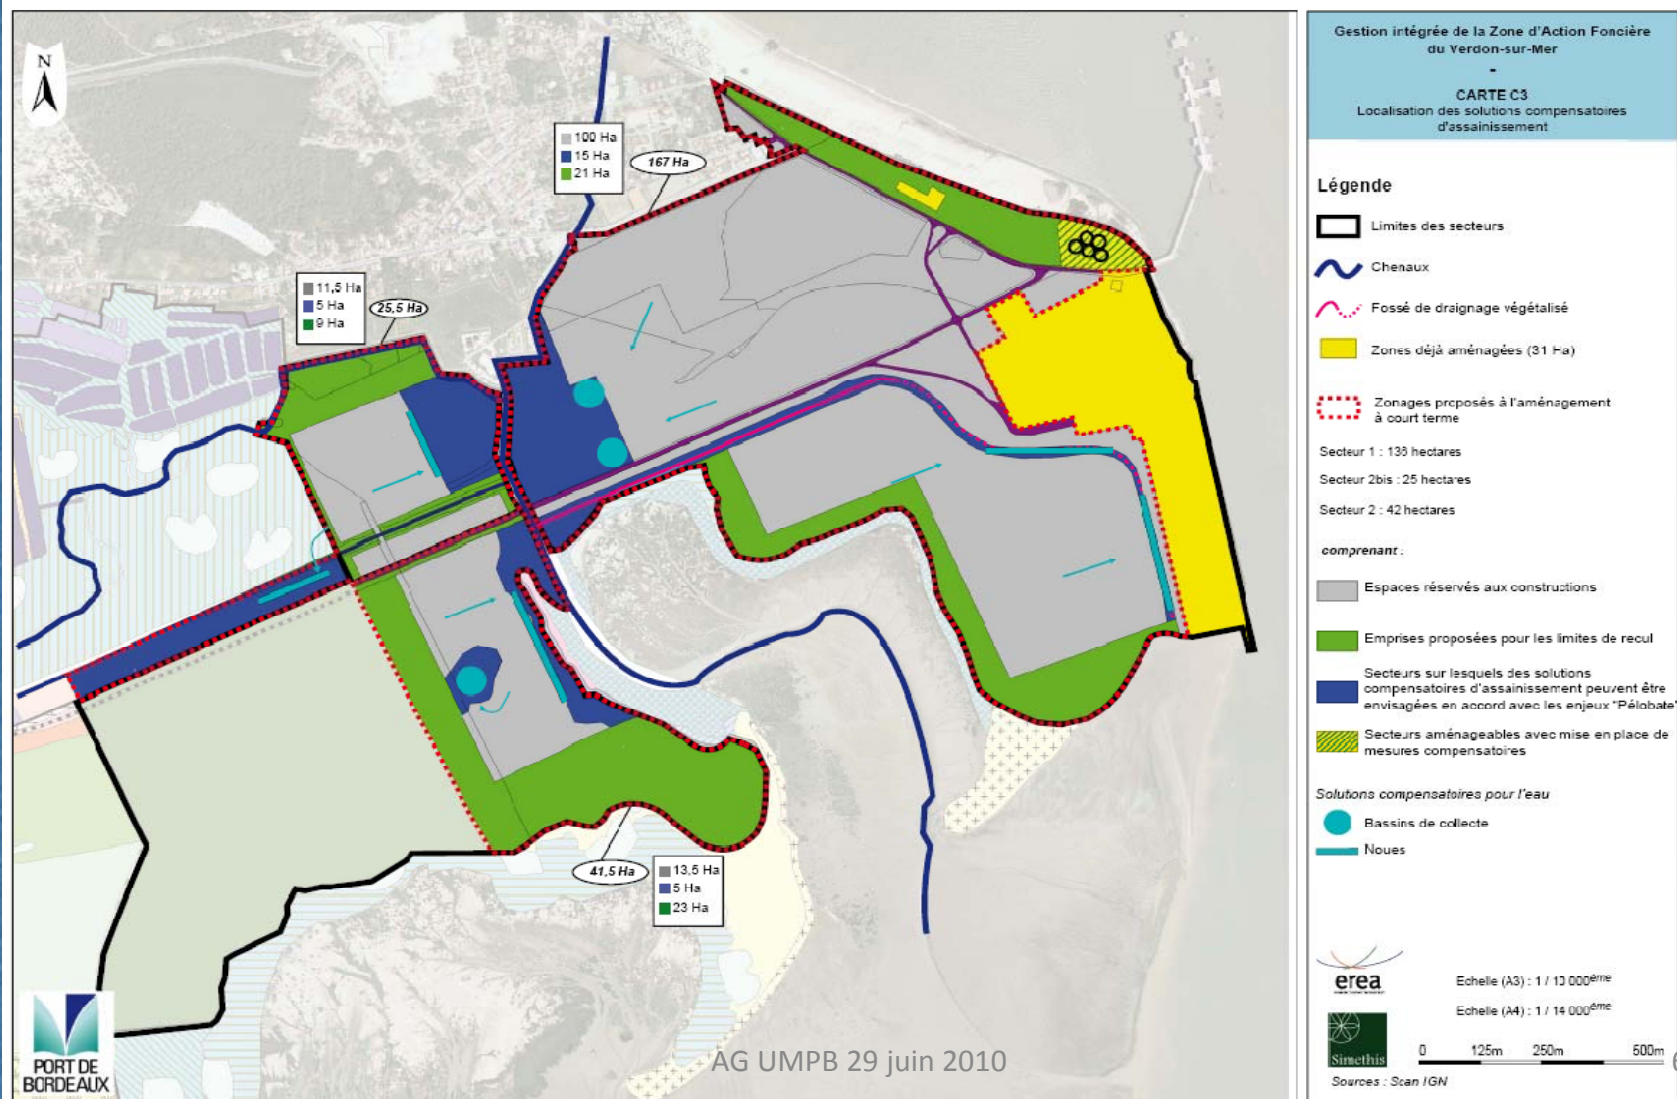 N
100 Ha
15 Ha
21 Ha
167 Ha
11,5 Ha
5 Ha
9 Ha
25,5 Ha
41,5 Ha
13,5 Ha
5 Ha
23 Ha
PORT DE
BORDEAUX
AG UMPB 29 juin 2010
Gestion intégrée de la Zone d'Action Foncière
du Verdon-sur-Mer
-
CARTE C3
Localisation des solutions compensatoires
d'assainissement
Légende
Limites des secteurs
Chenaux
Fossé de draignage végétalisé
Zones déjà aménagées (31 Ha)
Zonages proposés à l'aménagement
à court terme
Secteur 1 : 136 hectares
Secteur 2bis : 25 hectares
Secteur 2 : 42 hectares
comprenant :
Espaces réservés aux constructions
Emprises proposées pour les limites de recul
Secteurs sur lesquels des solutions
compensatoires d'assainissement peuvent être
envisagées en accord avec les enjeux "Pélobate"
Secteurs aménageables avec mise en place de
mesures compensatoires
Solutions compensatoires pour l'eau
Bassins de collecte
Noues
erea
Echelle (A3) : 1 / 10 000ème
Echelle (A4) : 1 / 14 000ème
Simethis
0 125m 250m 500m
6
Sources : Scan IGN